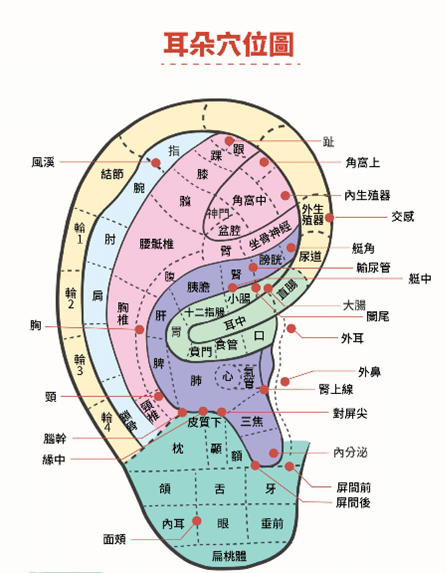 耳朵穴位圖
趾
指
踝
跟
風溪
結節
膝
角窩上
腕
髖
角窩中
內生殖器
神門
外生
殖器
交感
輪1
肘
盆腔
腰骶椎
臀
坐骨神經
艇角
膀胱
尿道
輸尿管
腹
腎
艇中
輪2
肩
胰膽
直腸
小腸
大腸
胸椎
肝
十二指腸
闌尾
胸
胃
耳中
口
外耳
賁門
食管
輪3
脾
外鼻
肺
心
氣管
腎上線
頸
輪4
鎖骨
頸椎
對屏尖
皮質下
三焦
腦幹
緣中
枕
顳
額
內分泌
頜
舌
牙
屏間前
屏間後
內耳
眼
垂前
面頰
扁桃體